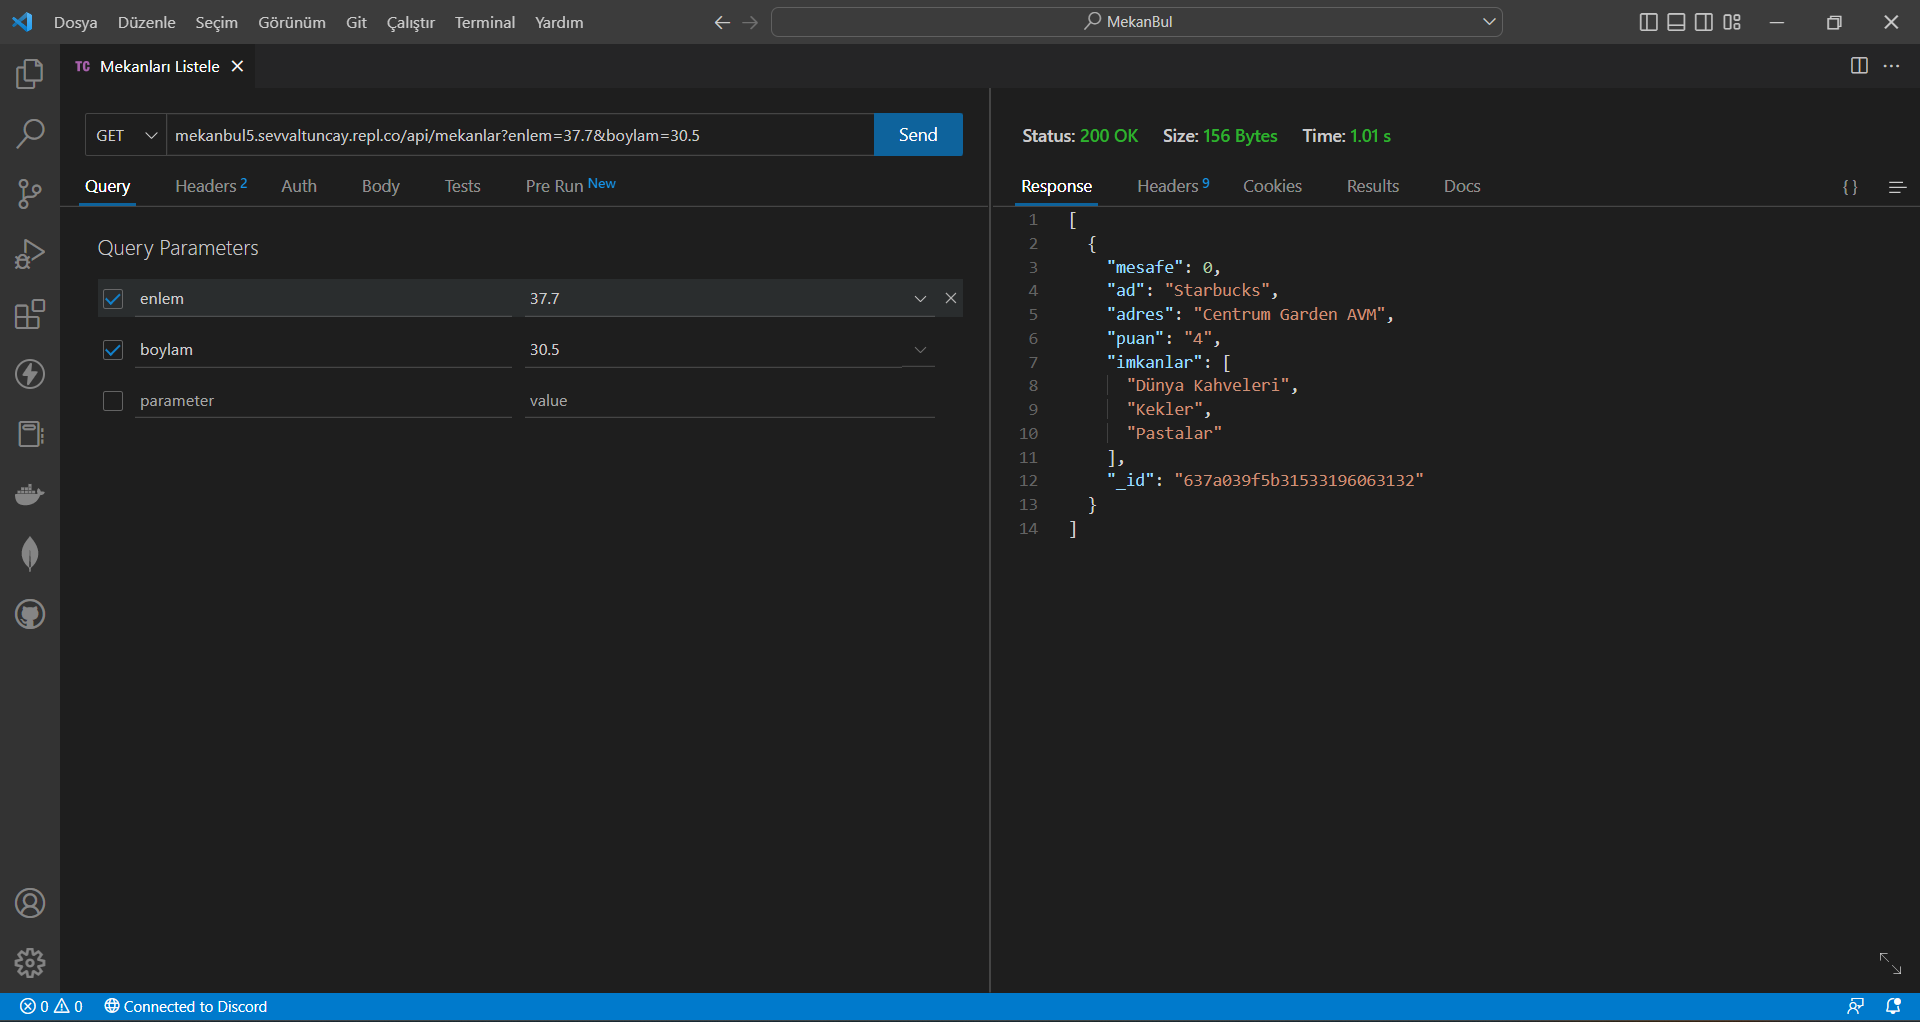 Dosya Düzenle Seçim Görünüm Git Çalıştır Terminal Yardım MekanBul
TC Mekanları Listele
GET mekanbul5.sevvaltuncay.repl.co/api/mekanlar?enlem=37.7&boylam=30.5 Send
Query Headers 2 Auth Body Tests Pre Run New
Query Parameters
enlem 37.7
boylam 30.5
parameter value
Status: 200 OK Size: 156 Bytes Time: 1.01 s
Response Headers 9 Cookies Results Docs {}
1 [
2 {
3 "mesafe": 0,
4 "ad": "Starbucks",
5 "adres": "Centrum Garden AVM",
6 "puan": "4",
7 "imkanlar": [
8 "Dünya Kahveleri",
9 "Kekler",
10 "Pastalar"
11 ],
12 "_id": "637a039f5b31533196063132"
13 }
14 ]
0 0 Connected to Discord